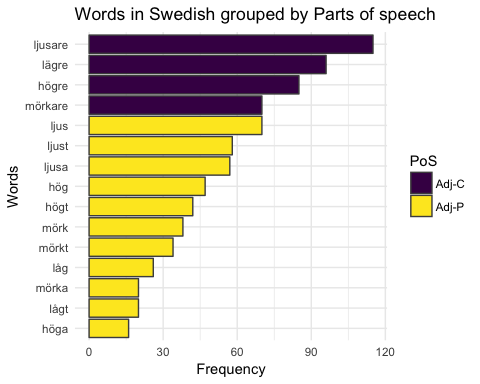 Words in Swedish grouped by Parts of speech
ljusare
lägre
högre
mörkare
ljus
ljust
ljusa
hög
högt
mörk
mörkt
låg
mörka
lågt
höga
Words
0 30 60 90 120
Frequency
PoS
Adj-C
Adj-P